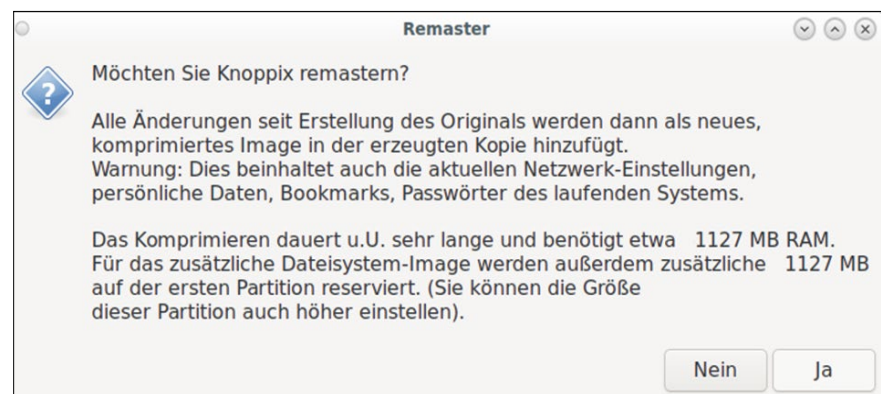 Remaster
Möchten Sie Knoppix remastern?
Alle Änderungen seit Erstellung des Originals werden dann als neues,
komprimiertes Image in der erzeugten Kopie hinzufügt.
Warnung: Dies beinhaltet auch die aktuellen Netzwerk-Einstellungen,
persönliche Daten, Bookmarks, Passwörter des laufenden Systems.
Das Komprimieren dauert u.U. sehr lange und benötigt etwa 1127 MB RAM.
Für das zusätzliche Dateisystem-Image werden außerdem zusätzliche 1127 MB
auf der ersten Partition reserviert. (Sie können die Größe
dieser Partition auch höher einstellen).
Nein Ja